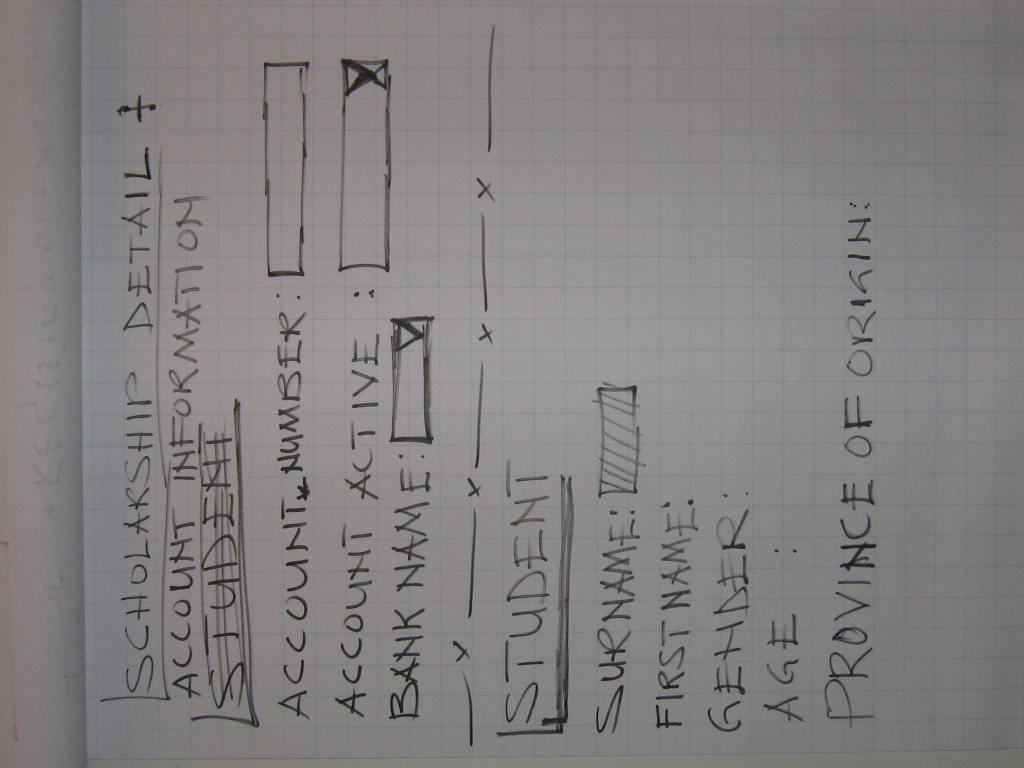 SCHOLARSHIP DETAIL +
ACCOUNT INFORMATION
STUDENT
ACCOUNT NUMBER:
ACCOUNT ACTIVE:
BANK NAME:
STUDENT
SURNAME:
FIRST NAME:
GENDER:
AGE:
PROVINCE OF ORIGIN: